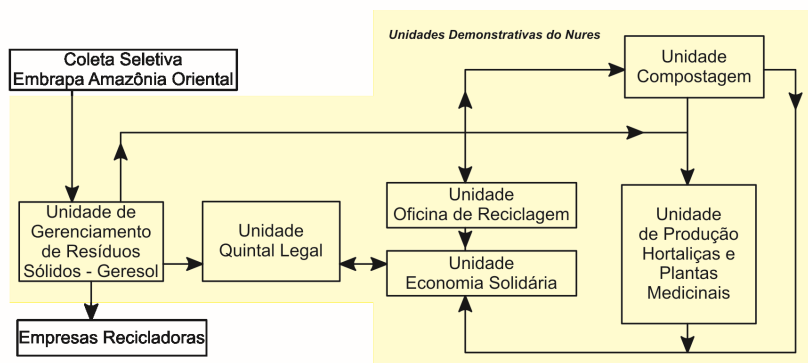 Unidades Demonstrativas do Nures
Coleta Seletiva
Embrapa Amazônia Oriental
Unidade
Compostagem
Unidade de
Gerenciamento
de Resíduos
Sólidos - Geresol
Unidade
Quintal Legal
Unidade
Oficina de Reciclagem
Unidade
Economia Solidária
Unidade
de Produção
Hortaliças e
Plantas
Medicinais
Empresas Recicladoras